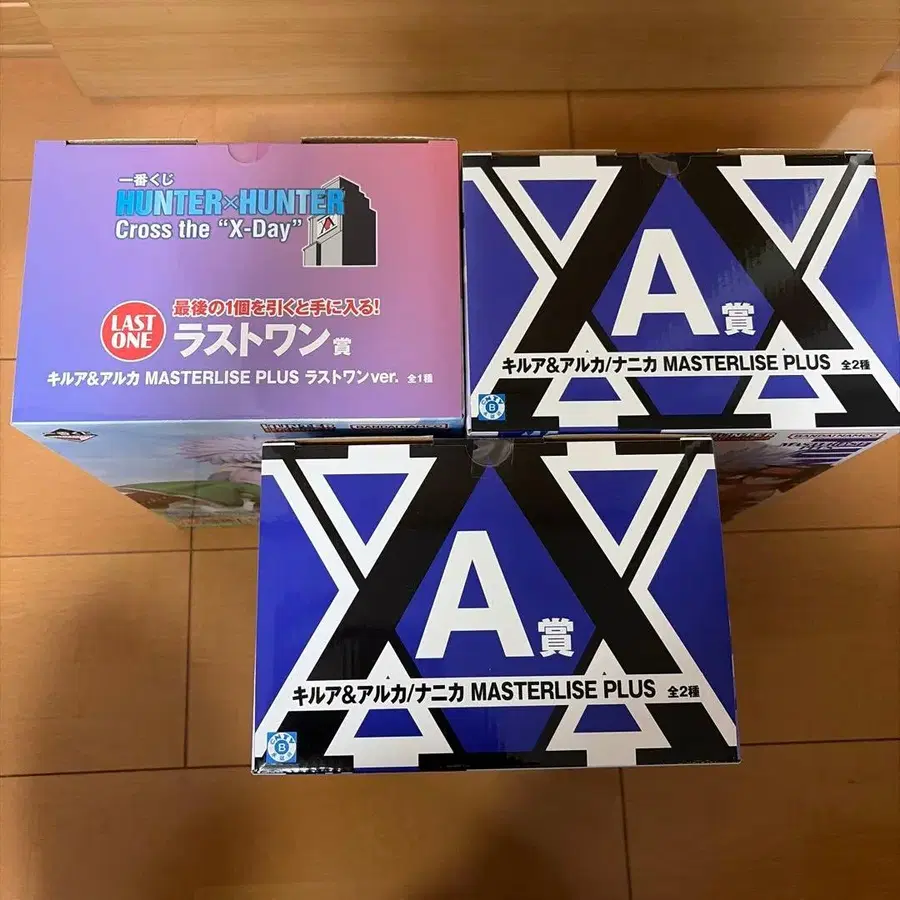 一番くじ
HUNTER×HUNTER
Cross the "X-Day"
最後の1個を引くと手に入る!
LAST
ONE
ラストワン賞
キルア&アルカ MASTERLISE PLUS ラストワンver. 全1種
A賞
キルア&アルカ/ナニカ MASTERLISE PLUS 全2種
B
BANDAI NAMCO
BANDAI NAMCO
A賞
キルア&アルカ/ナニカ MASTERLISE PLUS 全2種
B